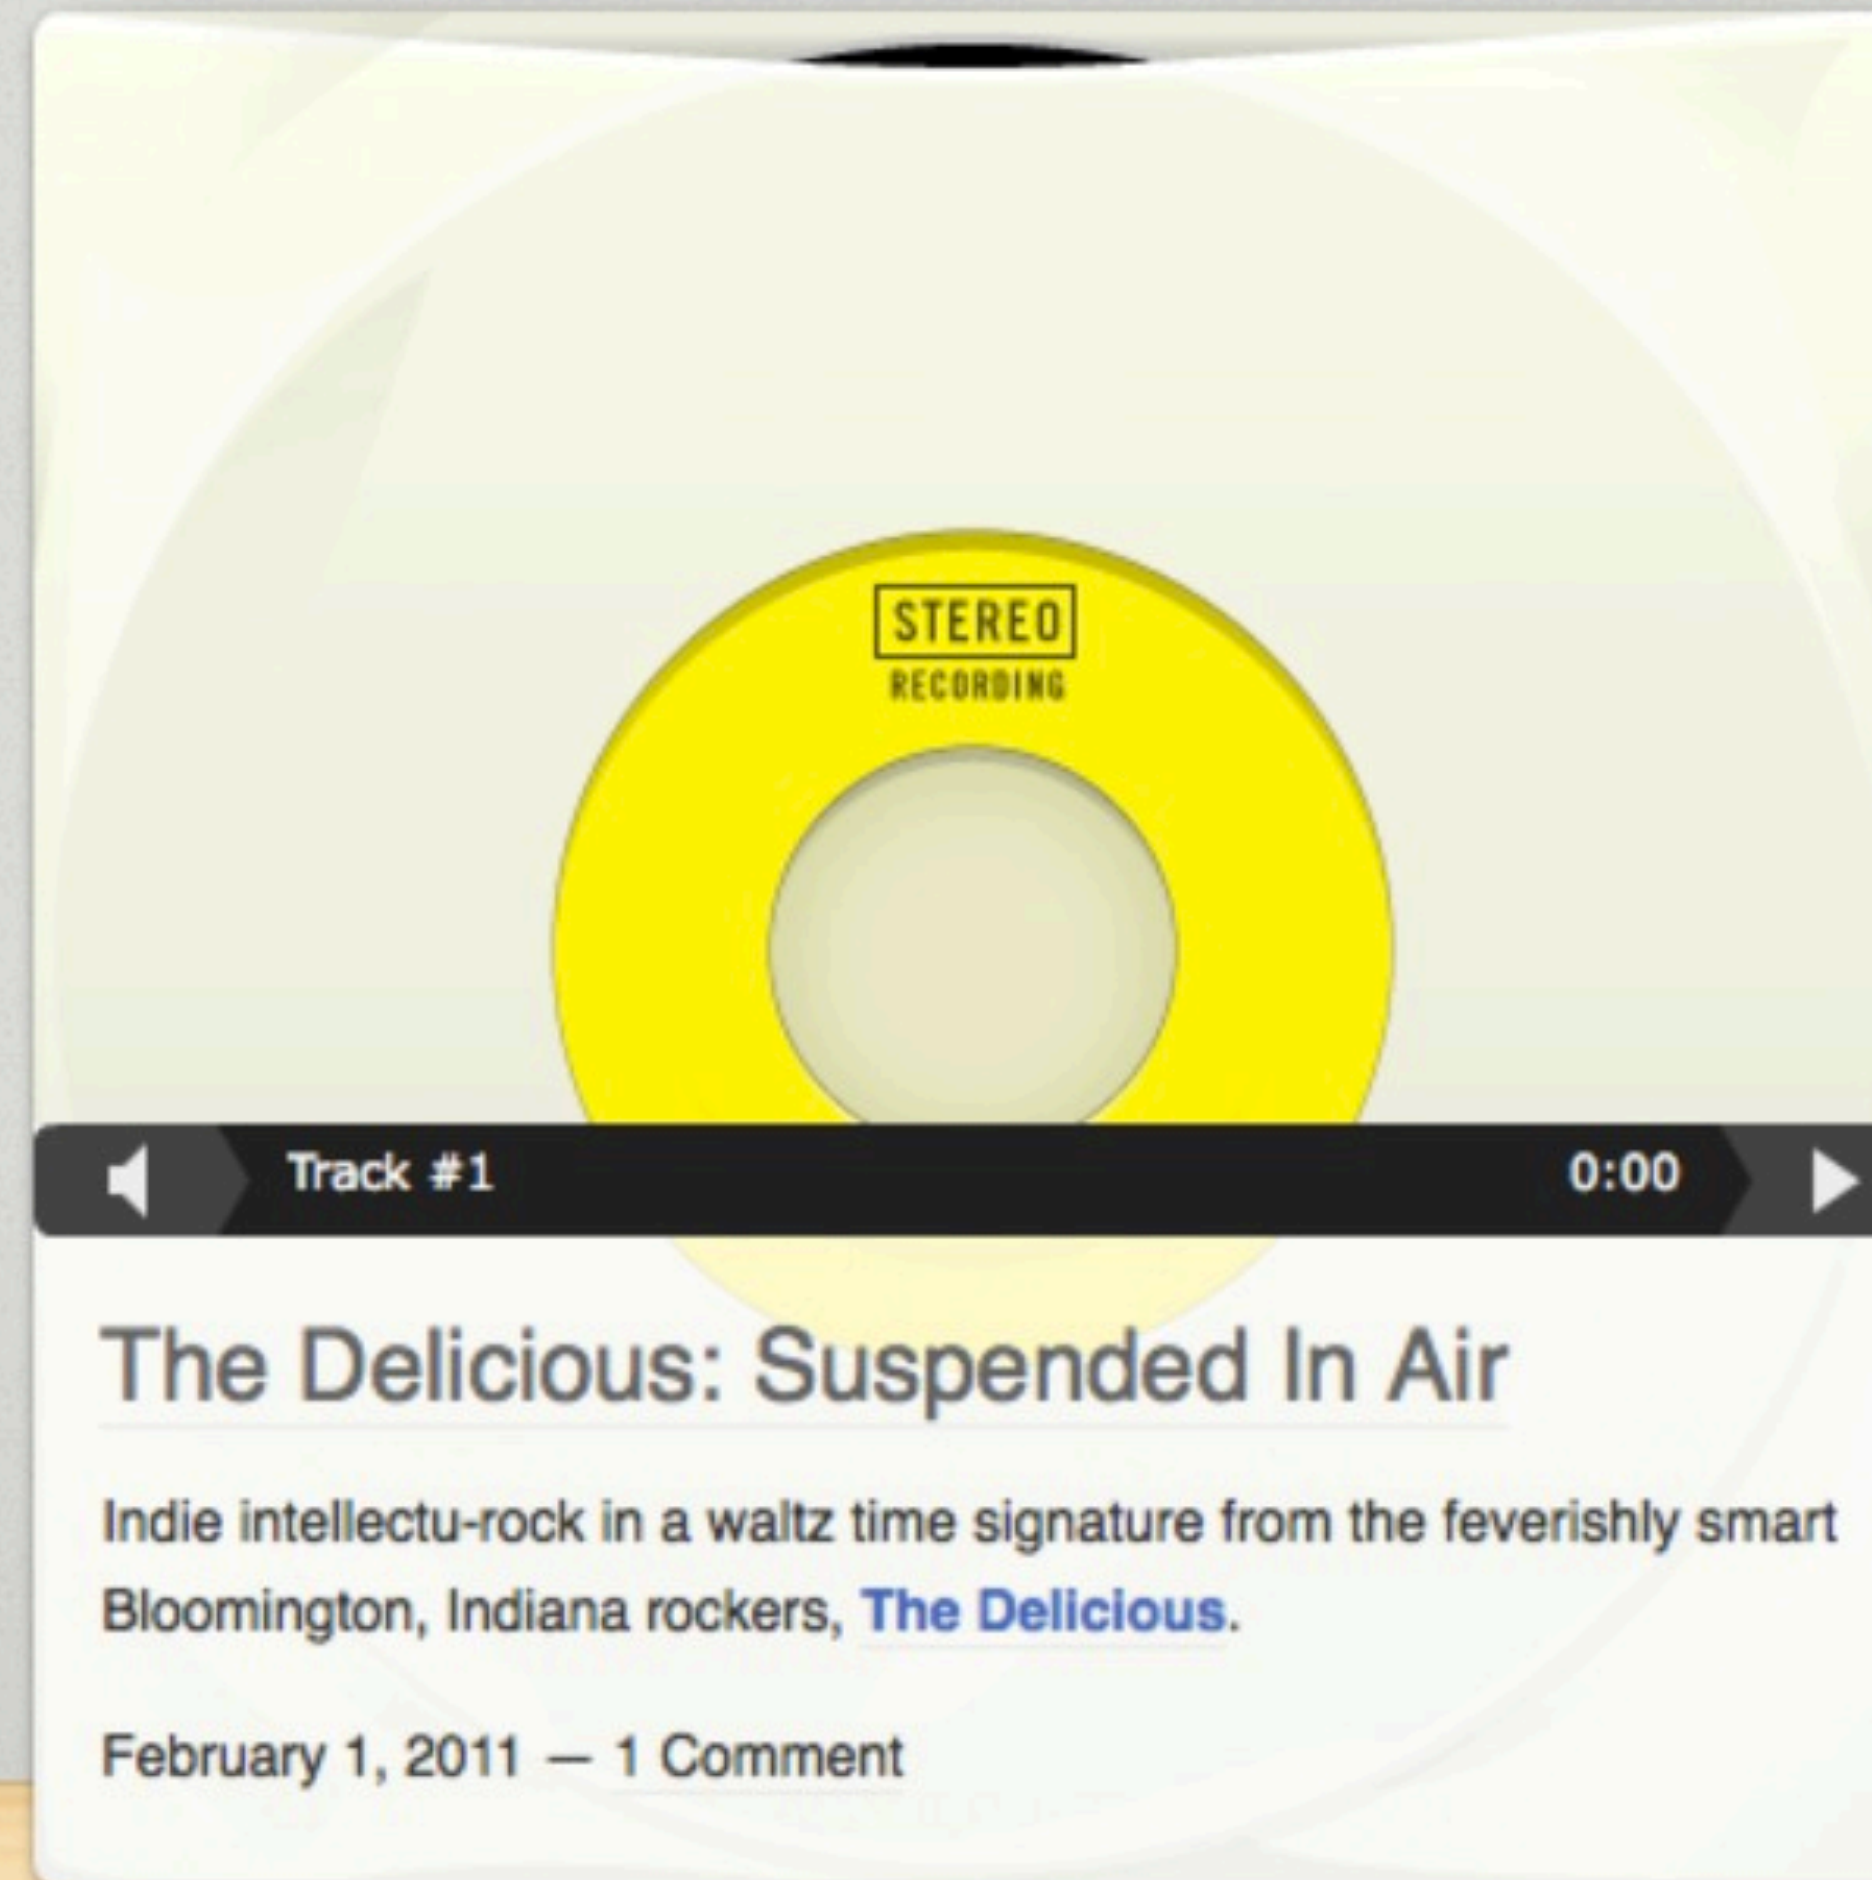 STEREO
RECORDING
Track #1 0:00
The Delicious: Suspended In Air
Indie intellectu-rock in a waltz time signature from the feverishly smart
Bloomington, Indiana rockers, The Delicious.
February 1, 2011 — 1 Comment